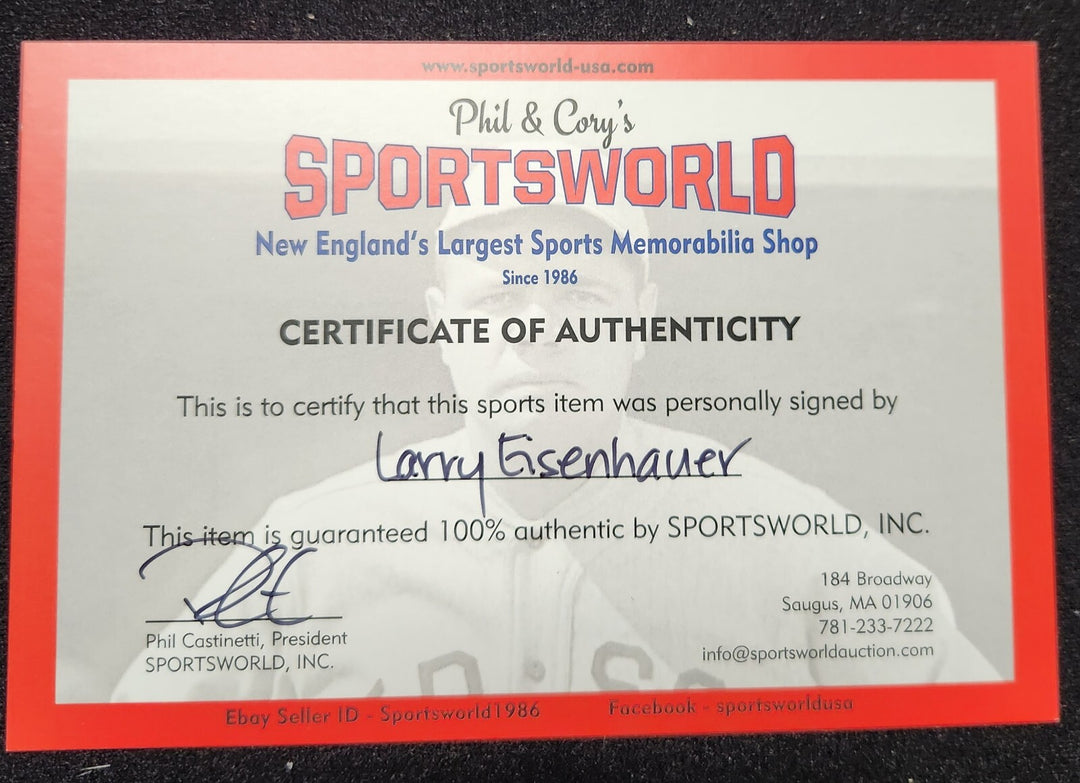 www.sportsworld-usa.com
Phil & Cory's
SPORTSWORLD
New England's Largest Sports Memorabilia Shop
Since 1986
CERTIFICATE OF AUTHENTICITY
This is to certify that this sports item was personally signed by
Larry Eisenhauer
This item is guaranteed 100% authentic by SPORTSWORLD, INC.
Phil Castinetti, President
SPORTSWORLD, INC.
184 Broadway
Saugus, MA 01906
781-233-7222
info@sportsworldauction.com
Ebay Seller ID - Sportsworld1986
Facebook - sportsworldusa